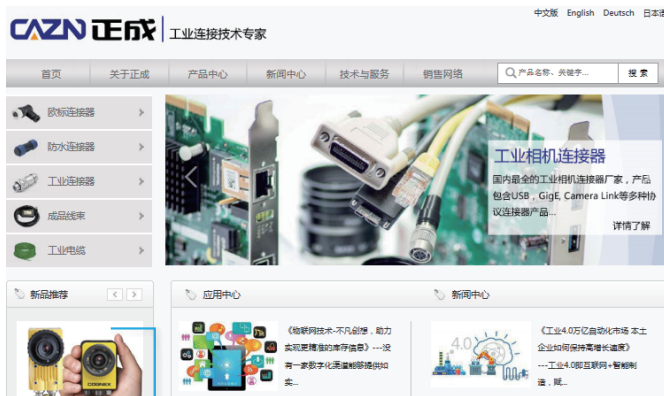 中文版 English Deutsch 日本语
CAZN 正成 工业连接技术专家
首页 关于正成 产品中心 新闻中心 技术与服务 销售网络 产品名称、关键字... 搜索
欧标连接器
防水连接器
工业连接器
成品线束
工业电缆
工业相机连接器
国内最全的工业相机连接器厂家，产品
包含USB，GigE, Camera Link等多种协
议连接器产品...
详情了解
新品推荐
应用中心
新闻中心
COGNEX
《物联网技术-不凡创想，助力
实现更精准的库存信息》---没
有一家数字化渠道能够提供如
实...
4.0
《工业4.0万亿自动化市场 本土
企业如何保持高增长速度》
---工业4.0即互联网+智能制
造，既...